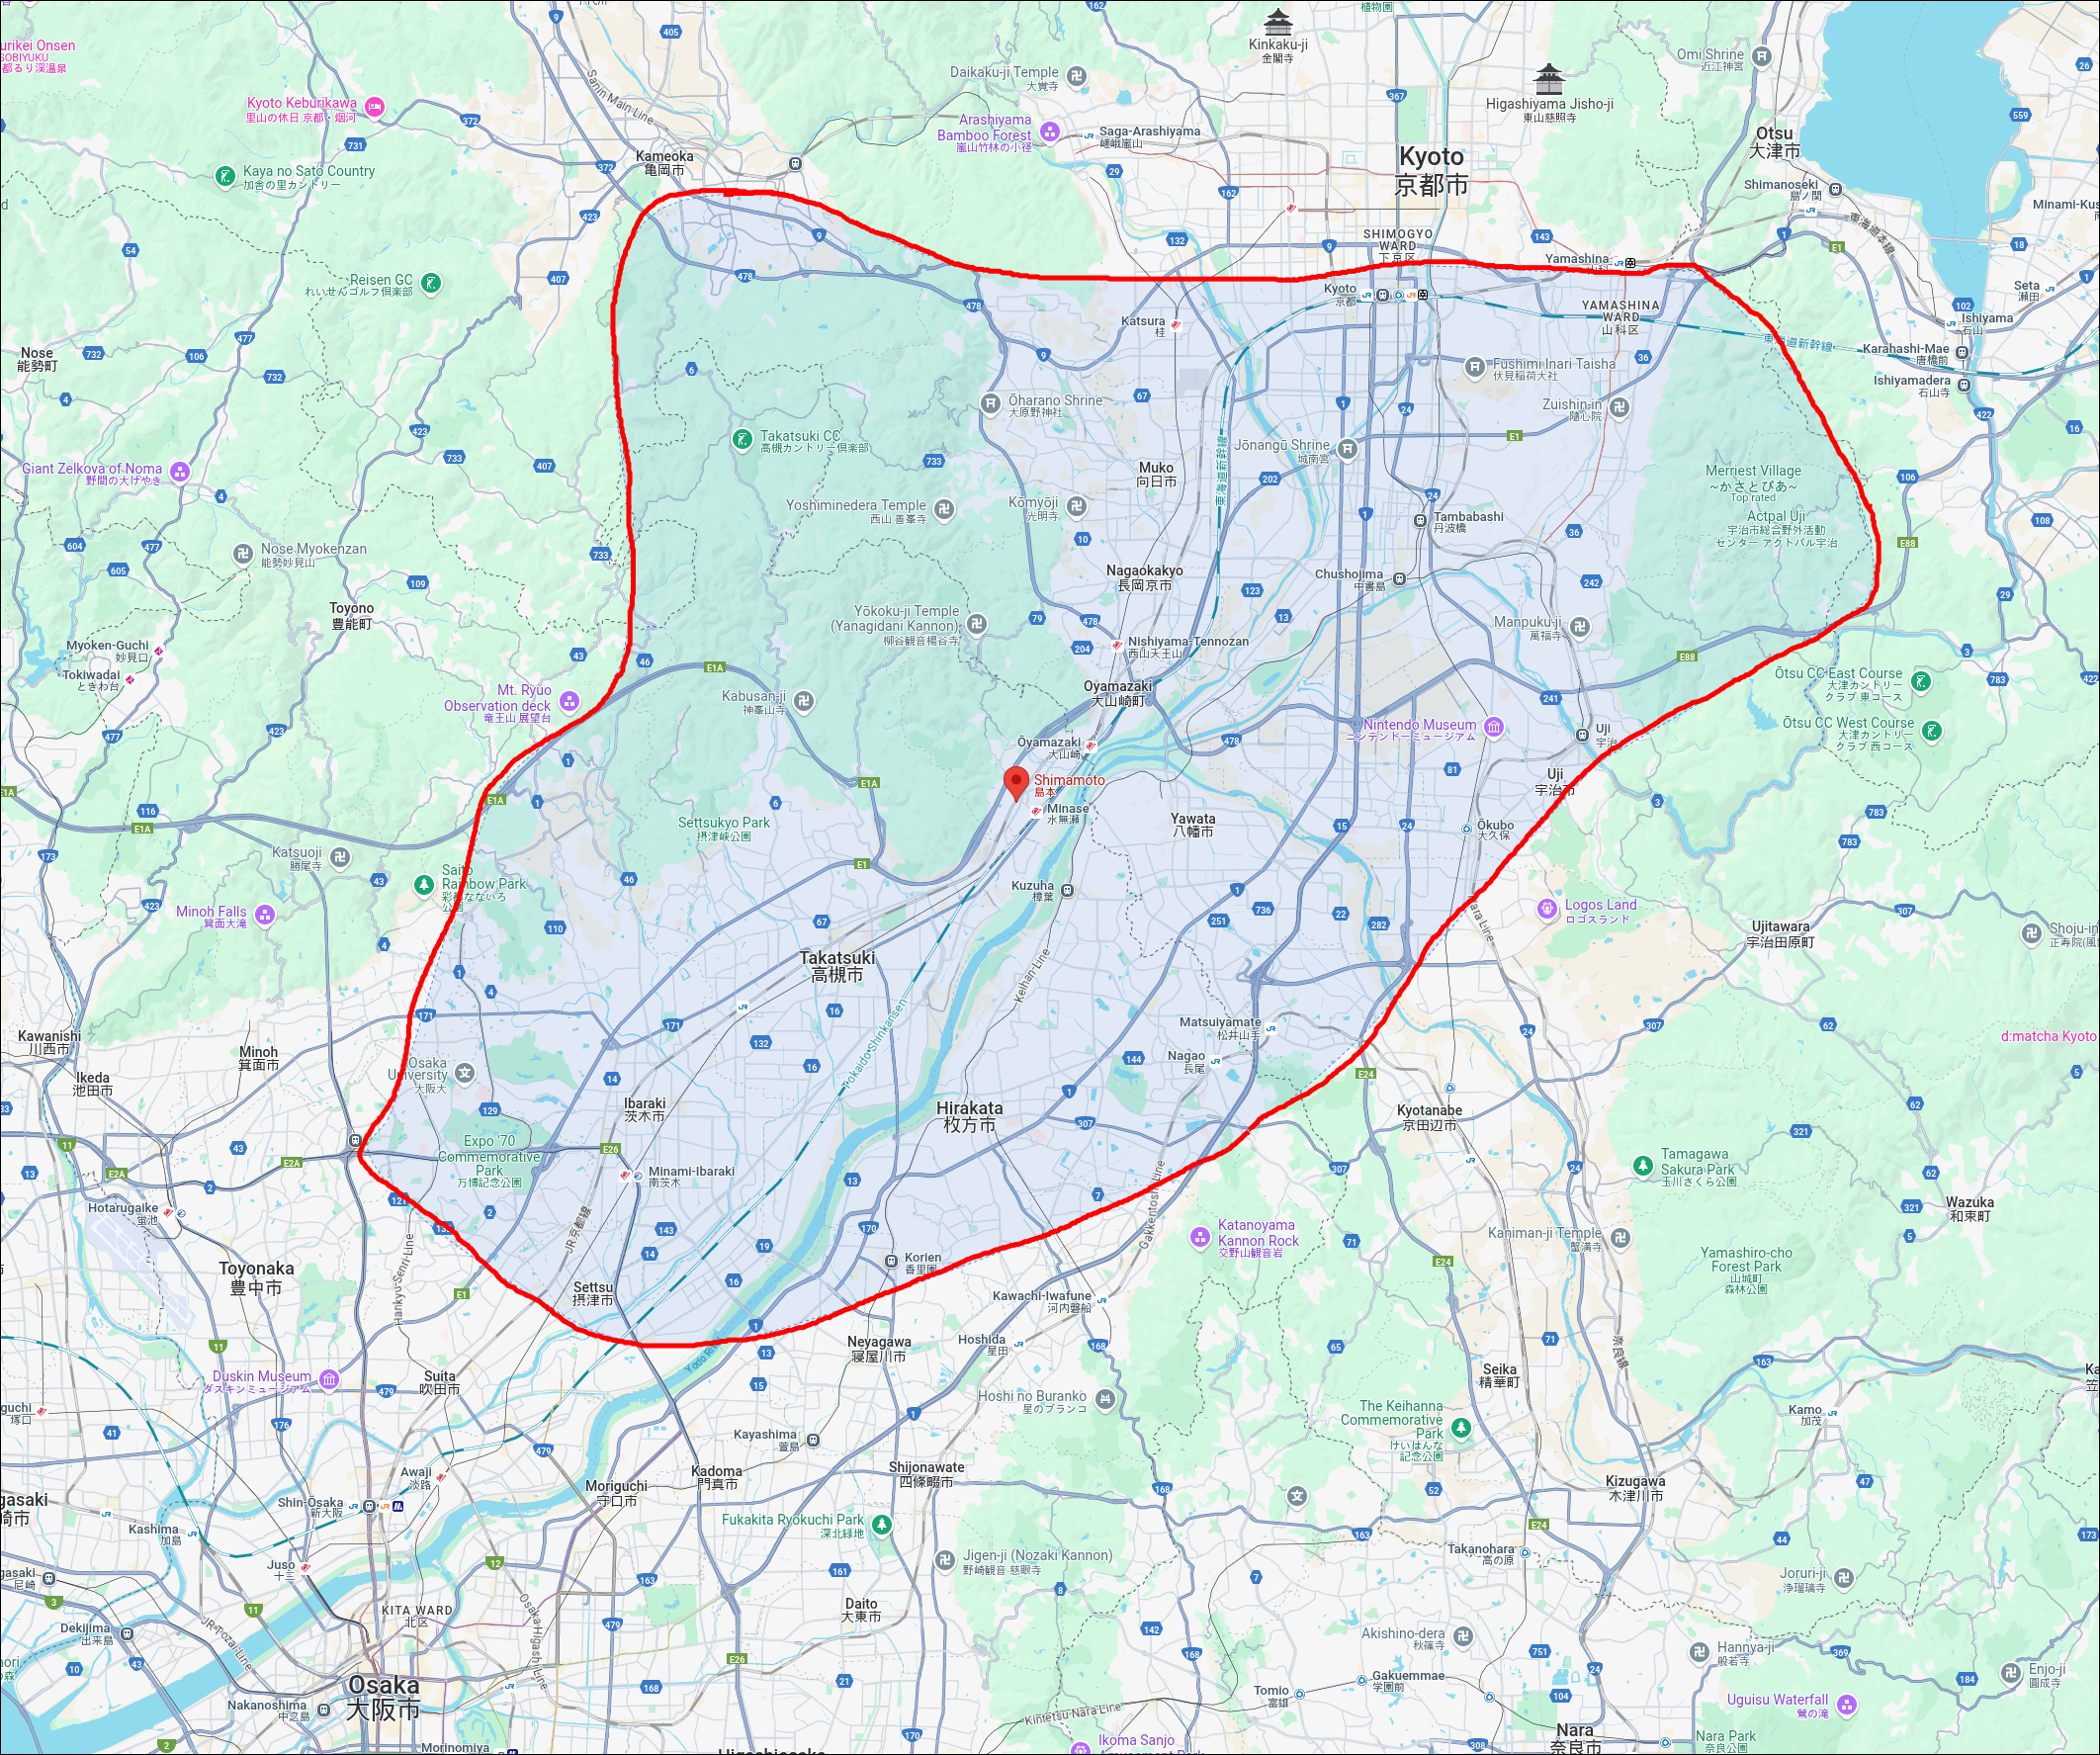 urikei Onsen
SOBIYUKU
都るり渓温泉
Kyoto Keburikawa
里山の休日 京都・烟河
Kaya no Sato Country
加舎の里カントリー
Sanin Main Line
Kameoka
亀岡市
Daikaku-ji Temple
大覚寺
Arashiyama
Bamboo Forest
嵐山竹林の小径
Saga-Arashiyama
嵯峨嵐山
植物園
Kinkaku-ji
金閣寺
Higashiyama Jisho-ji
東山慈照寺
Kyoto
京都市
Omi Shrine
近江神宮
Otsu
大津市
Shimanoseki
島ノ関
Minami-Kus
東海道本線
SHIMOGYO
WARD
下京区
Yamashina
Kyoto
京都
YAMASHINA
WARD
山科区
東海道新幹線
Seta
瀬田
Ishiyama
石山
Karahashi-Mae
唐橋前
Ishiyamadera
石山寺
Reisen GC
れいせんゴルフ倶楽部
Nose
能勢町
Katsura
桂
Fushimi Inari Taisha
伏見稲荷大社
Ōharano Shrine
大原野神社
Zuishin-in
随心院
Takatsuki CC
高槻カントリー倶楽部
Jōnangū Shrine
城南宮
東海道新幹線
Giant Zelkova of Noma
野間の大けやき
Muko
向日市
Merriest Village
~かさとぴあ~
Top rated
Yoshiminedera Temple
西山 善峯寺
Kōmyōji
光明寺
Tambabashi
丹波橋
Actpal Uji
宇治市総合野外活動
センター アクトパル宇治
Nose Myokenzan
能勢妙見山
Nagaokakyo
長岡京市
Chushojima
中書島
Toyono
豊能町
Yōkoku-ji Temple
(Yanagidani Kannon)
柳谷観音楊谷寺
Manpuku-ji
萬福寺
Myoken-Guchi
妙見口
Tokiwadai
ときわ台
Nishiyama-Tennozan
西山天王山
Mt. Ryuo
Observation deck
竜王山 展望台
Kabusan-ji
神峯山寺
Oyamazaki
大山崎町
Ōtsu CC East Course
大津カントリー
クラブ 東コース
Ōtsu CC West Course
大津カントリー
クラブ 西コース
Nintendo Museum
ニンテンドーミュージアム
Uji
宇治
Ōyamazaki
大山崎
Shimamoto
島本
Minase
水無瀬
Uji
宇治市
Settsukyo Park
摂津峡公園
Yawata
八幡市
Ōkubo
大久保
Katsuoji
勝尾寺
Saito
Rainbow Park
彩都なないろ
公園
Kuzuha
樟葉
Minoh Falls
箕面大滝
Nara Line
Logos Land
ロゴスランド
Ujitawara
宇治田原町
Shoju-in
正寿院(風
Takatsuki
高槻市
Keihan-Line
Tokaido Shinkansen
Kawanishi
川西市
Minoh
箕面市
Ikeda
池田市
Matsuiyamate
松井山手
Nagao
長尾
d:matcha Kyoto
Osaka
University
大阪大
Ibaraki
茨木市
Hirakata
枚方市
Kyotanabe
京田辺市
Expo '70
Commemorative
Park
万博記念公園
Minami-Ibaraki
南茨木
Tamagawa
Sakura Park
玉川さくら公園
Wazuka
和束町
Hotarugaike
蛍池
Katanoyama
Kannon Rock
交野山観音岩
Gakkentoshi Line
Kaniman-ji Temple
蟹満寺
JR京都線
Hankyu-Senri-Line
Korien
香里園
Yamashiro-cho
Forest Park
山城町
森林公園
Toyonaka
豊中市
Settsu
摂津市
Kawachi-Iwafune
河内磐船
Neyagawa
寝屋川市
Hoshida
星田
奈良線
Yodo River
Duskin Museum
ダスキンミュージアム
Suita
吹田市
Seika
精華町
Hoshi no Buranko
星のブランコ
The Keihanna
Commemorative
Park
けいはんな
記念公園
Kamo
加茂
guchi
塚口
Kayashima
萱島
Awaji
淡路
Kadoma
門真市
Shijonawate
四條畷市
Moriguchi
守口市
Kizugawa
木津川市
Shin-Ōsaka
新大阪
Kashima
加島
Fukakita Ryokuchi Park
深北緑地
Takanohara
高の原
Juso
十三
Jigen-ji (Nozaki Kannon)
野崎観音 慈眼寺
gasaki
尼崎
Joruri-ji
浄瑠璃寺
KITA WARD
北区
Daito
大東市
Dekijima
出来島
JR-Tozai-Line
Osaka-Higashi Line
Akishino-dera
秋篠寺
Hannya-ji
般若寺
Enjo-ji
圓成寺
Osaka
大阪市
Nakanoshima
中之島
Gakuemmae
学園前
Tomio
富雄
Uguisu Waterfall
鶯の滝
Kintetsu-Nara Line
Nara
奈良市
Nara Park
奈良公園
Ikoma Sanjo
Morinomiya